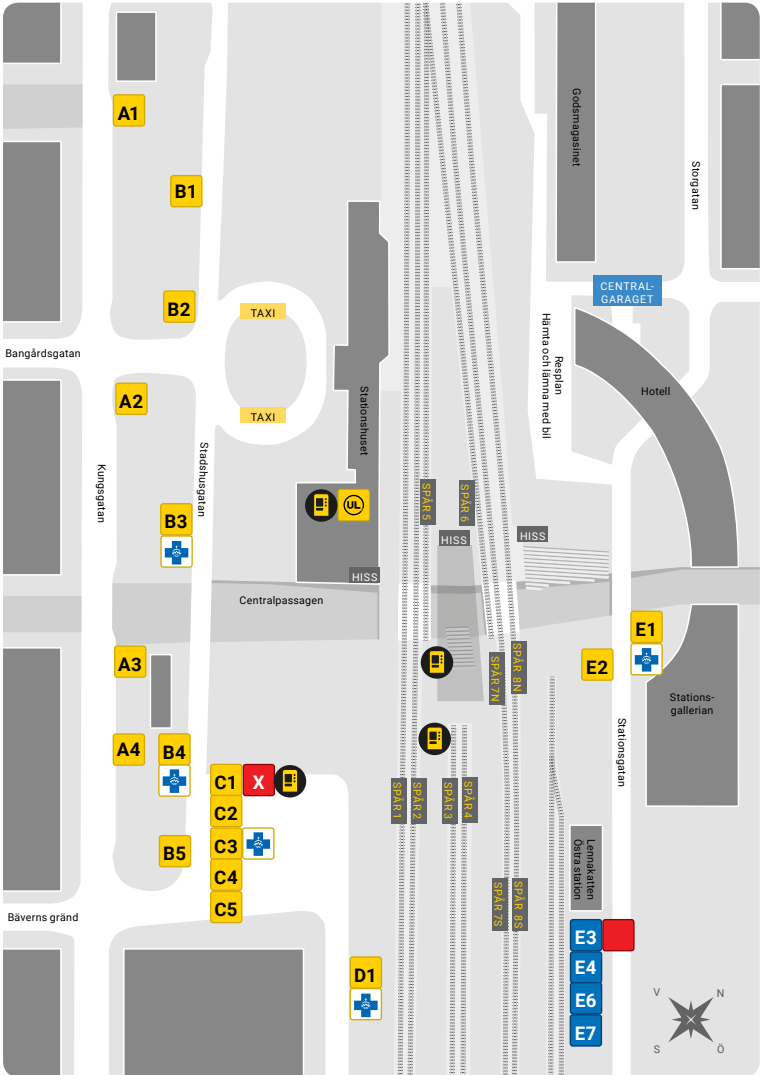 A1
B1
B2
A2
B3
A3
A4
B4
B5
C1
X
C2
C3
C4
C5
D1
E1
E2
E3
E4
E6
E7
Bangårdsgatan
Kungsgatan
Stadshusgatan
Bäverns gränd
TAXI
TAXI
Stationshuset
UL
HISS
HISS
HISS
Centralpassagen
SPÅR 5
SPÅR 6
SPÅR 7N
SPÅR 8N
SPÅR 1
SPÅR 2
SPÅR 3
SPÅR 4
SPÅR 7S
SPÅR 8S
Godsmagasinet
Storgatan
CENTRAL-
GARAGET
Resplan
Hämta och lämna med bil
Hotell
Stations-
gallerian
Stationsgatan
Lennakatten
Östra station
V
N
S
Ö